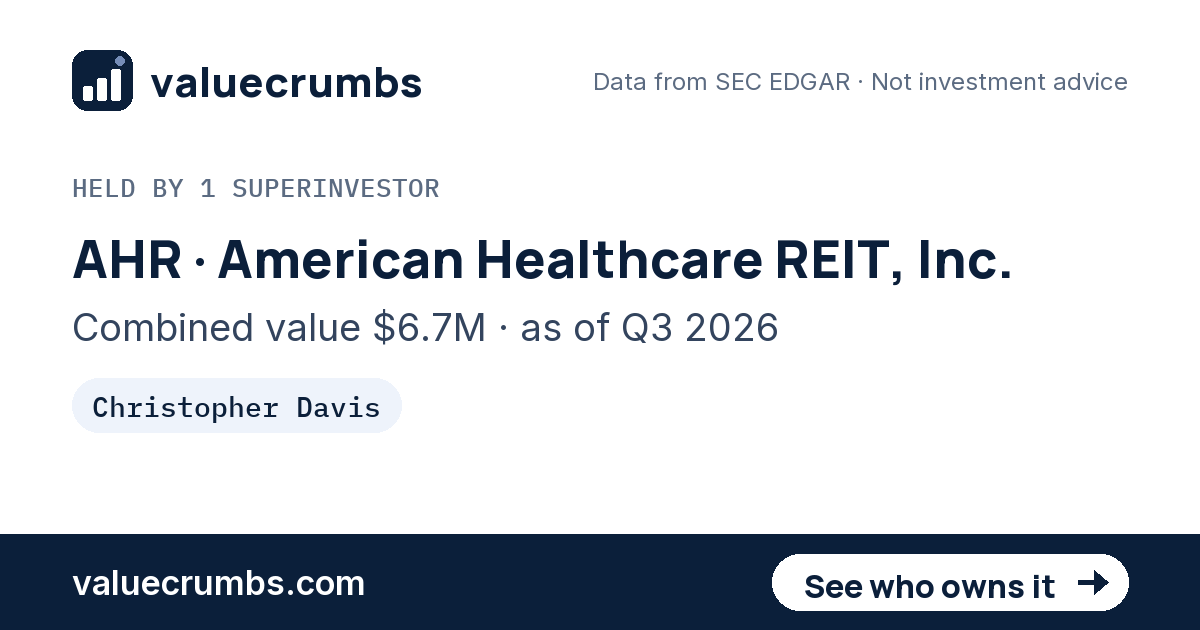 valuecrumbs
Data from SEC EDGAR · Not investment advice
HELD BY 1 SUPERINVESTOR
AHR · American Healthcare REIT, Inc.
Combined value $6.7M · as of Q3 2026
Christopher Davis
valuecrumbs.com
See who owns it →